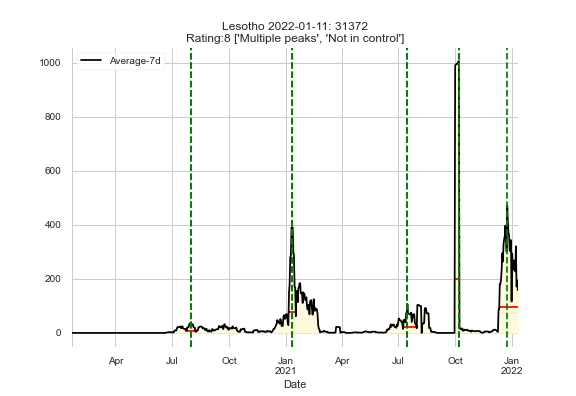 Lesotho 2022-01-11: 31372
Rating:8 ['Multiple peaks', 'Not in control']
Average-7d
1000
800
600
400
200
0
Apr Jul Oct Jan Apr Jul Oct Jan
2021 2022
Date